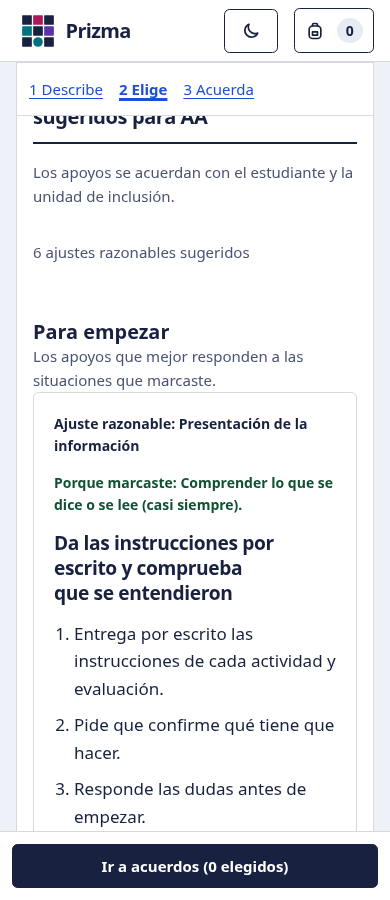 Prizma
0
1 Describe 2 Elige 3 Acuerda
sugeridos para AA
Los apoyos se acuerdan con el estudiante y la
unidad de inclusión.
6 ajustes razonables sugeridos
Para empezar
Los apoyos que mejor responden a las
situaciones que marcaste.
Ajuste razonable: Presentación de la
información
Porque marcaste: Comprender lo que se
dice o se lee (casi siempre).
Da las instrucciones por
escrito y comprueba
que se entendieron
1. Entrega por escrito las
instrucciones de cada actividad y
evaluación.
2. Pide que confirme qué tiene que
hacer.
3. Responde las dudas antes de
empezar.
Ir a acuerdos (0 elegidos)